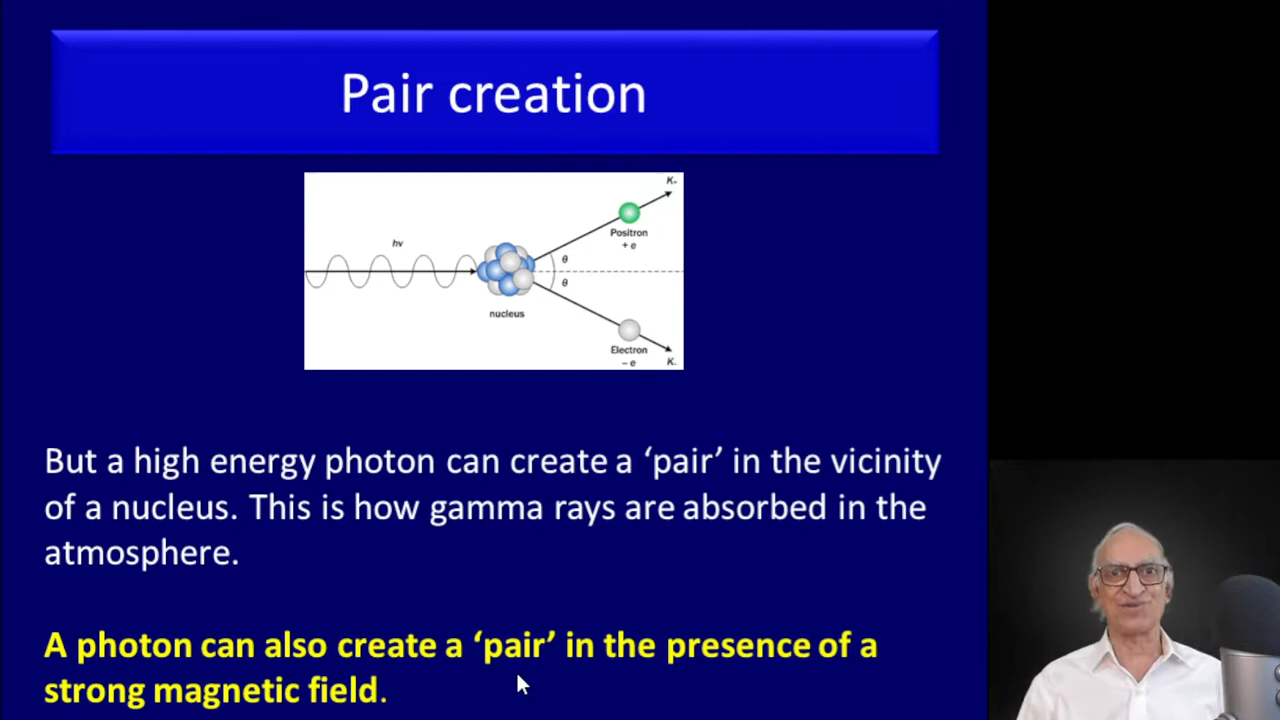 Pair creation
K₊
hν
Positron
+ e
θ
θ
nucleus
Electron
– e
K₋
But a high energy photon can create a ‘pair’ in the vicinity
of a nucleus. This is how gamma rays are absorbed in the
atmosphere.
A photon can also create a ‘pair’ in the presence of a
strong magnetic field.